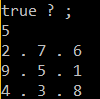 true ? ;
5
2 . 7 . 6
9 . 5 . 1
4 . 3 . 8